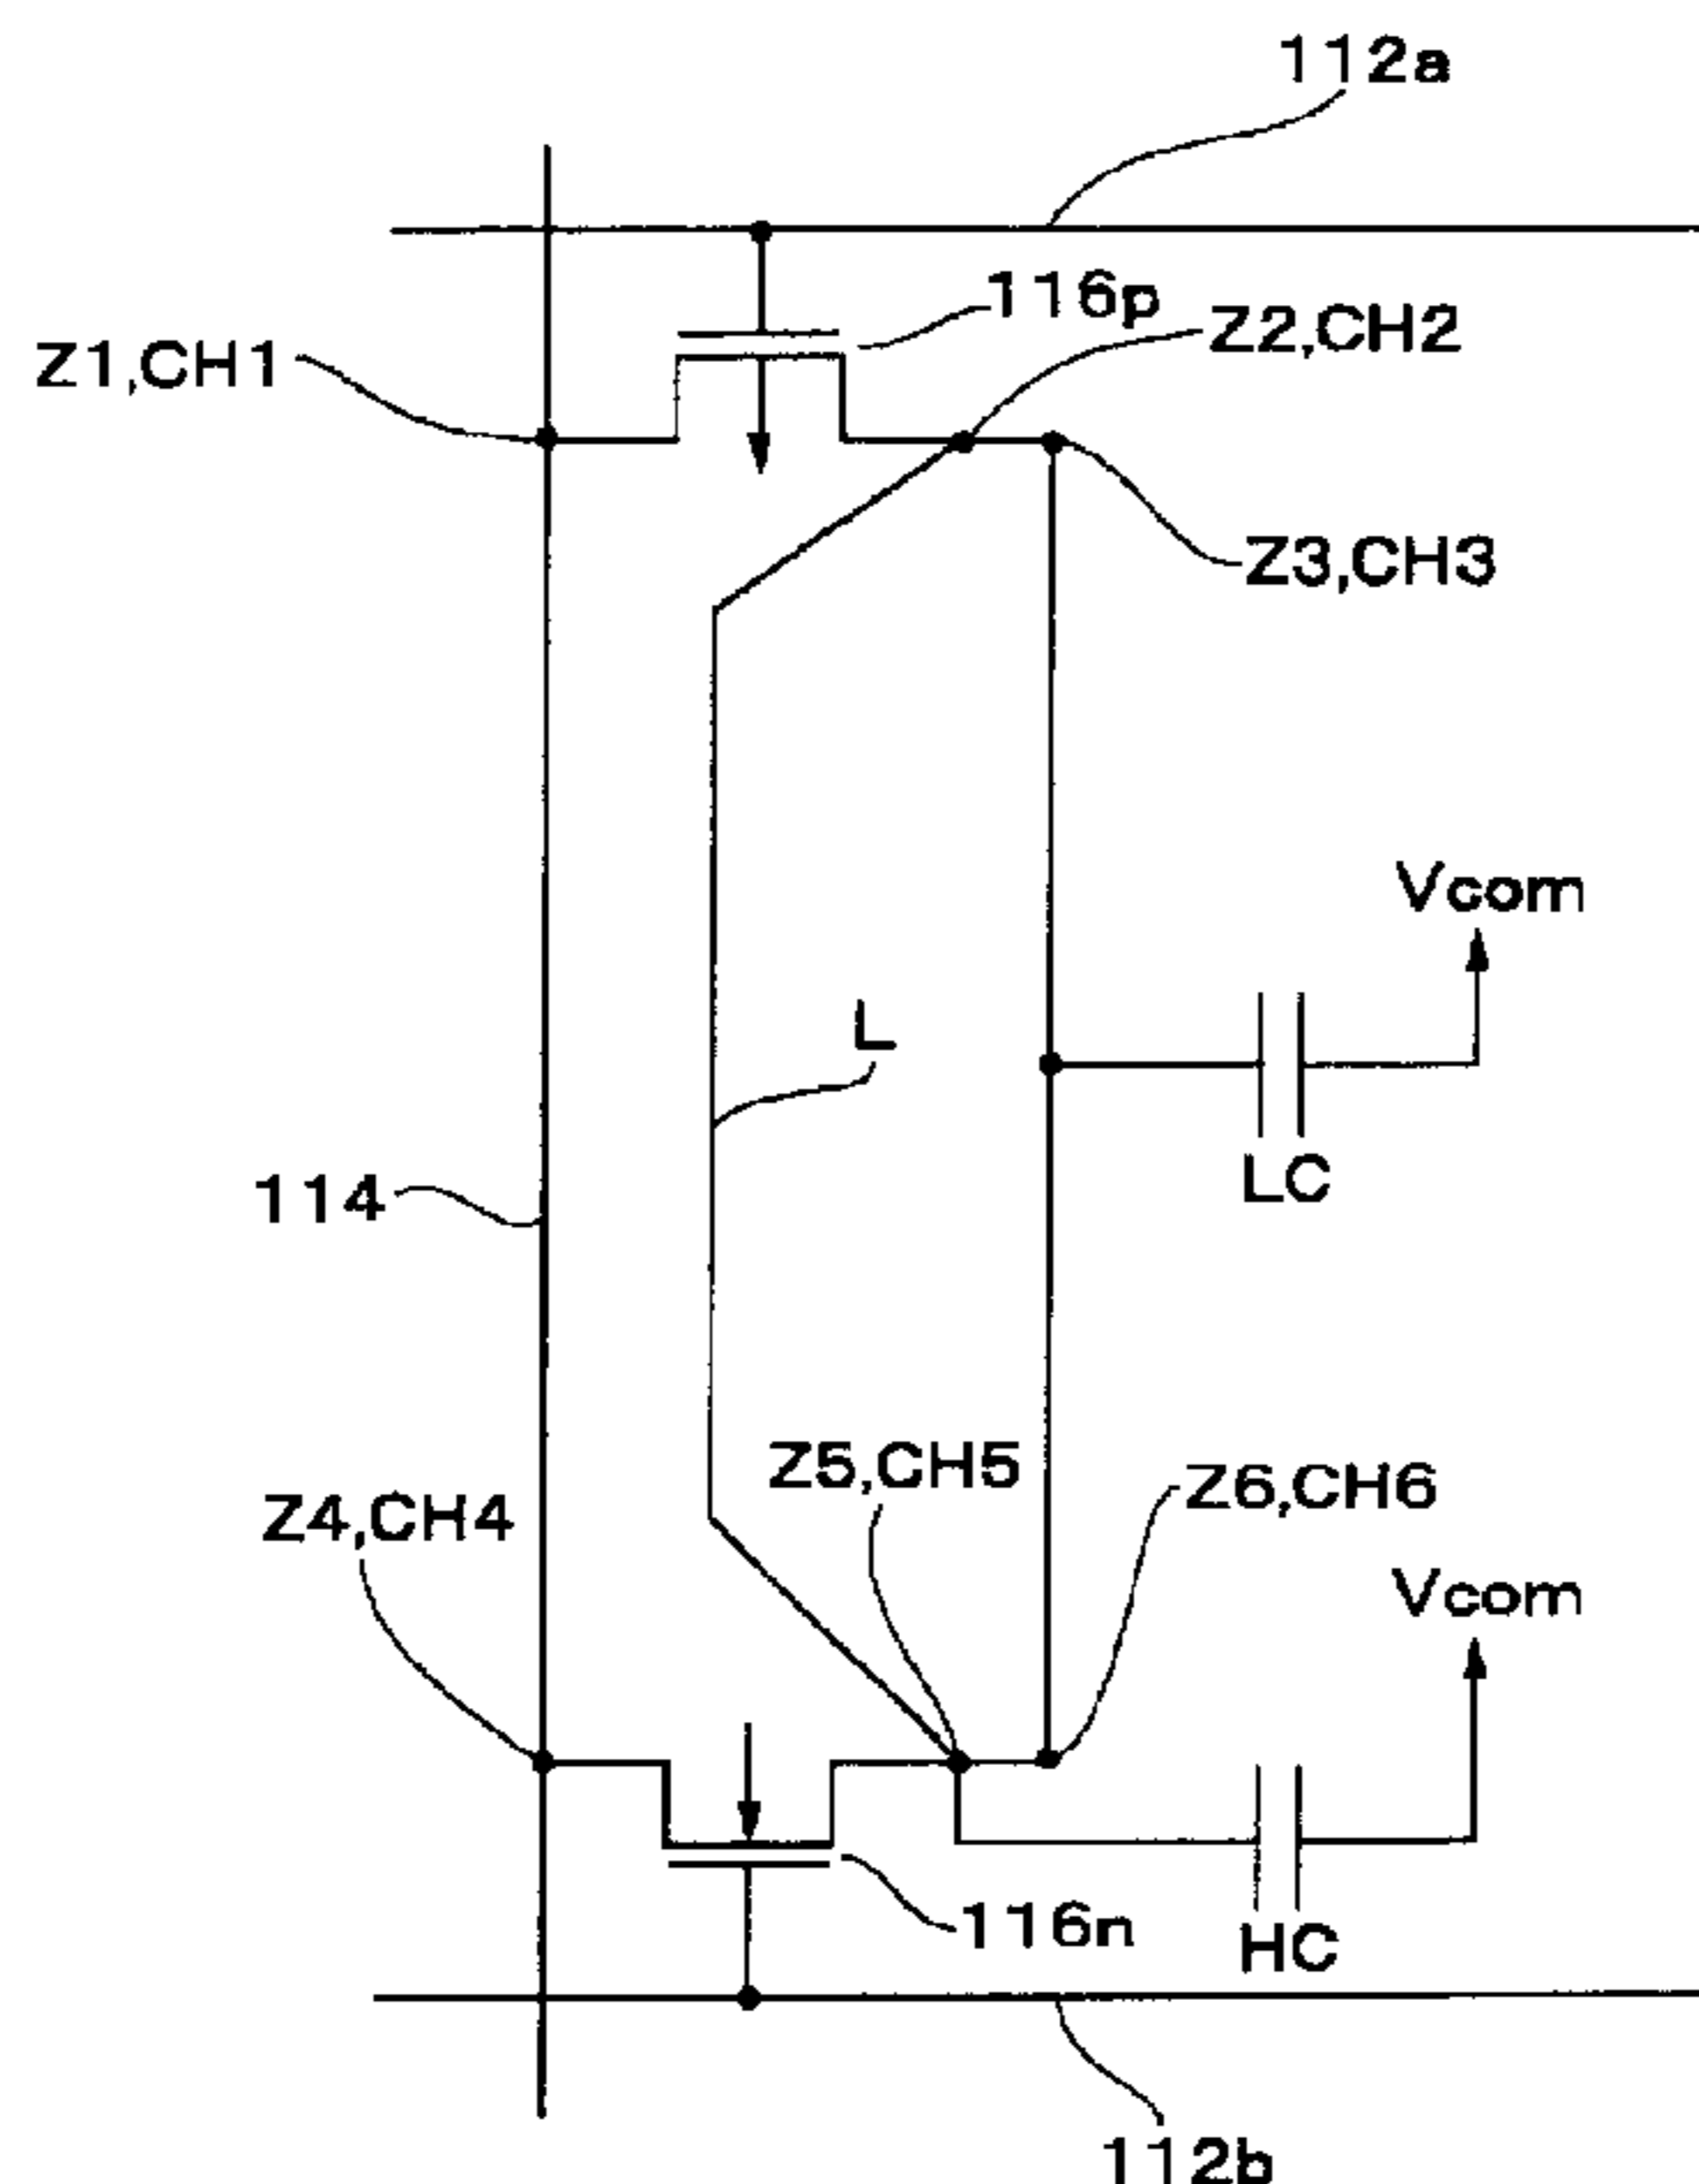 112a
116p
Z2,CH2
Z1,CH1
Z3,CH3
Vcom
L
LC
114
Z5,CH5
Z6,CH6
Z4,CH4
Vcom
116n
HC
112b